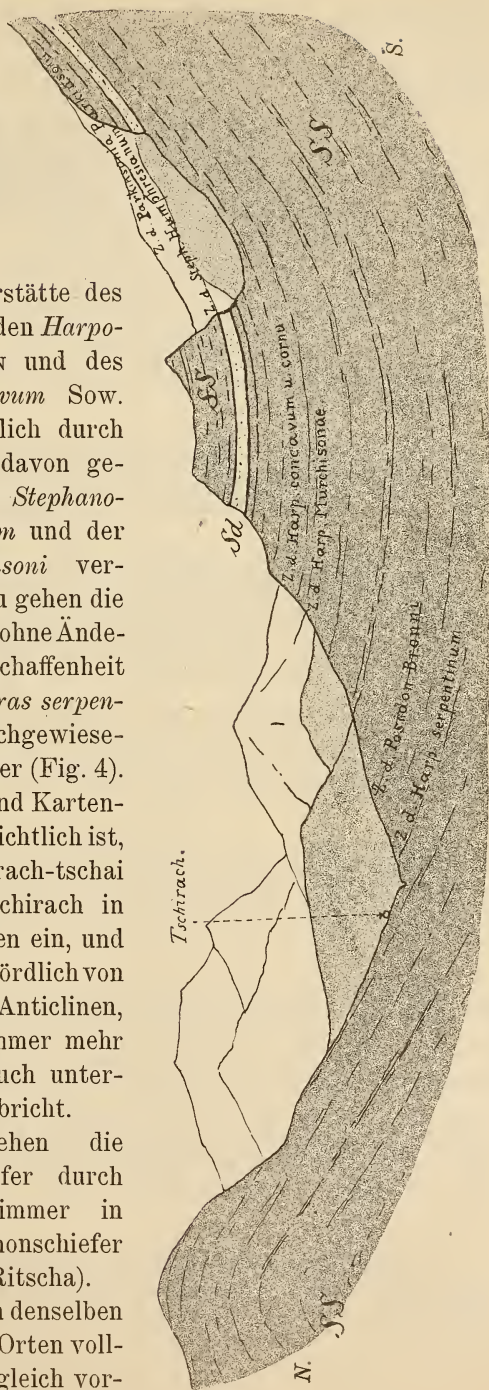 rstätte des
den Harpo-
N und des
vum Sow.
lich durch
davon ge-
Stephano-
m und der
soni ver-
u gehen die
ohne Ände-
schaffenheit
ras serpen-
chgewiese-
er (Fig. 4).
nd Karten-
ichtlich ist,
rach-tschai
schirach in
en ein, und
ördlich von
Anticlinen,
mmer mehr
uch unter-
bricht.
ehen die
fer durch
immer in
nonschiefer
Ritscha).
n denselben
Orten voll-
gleich vor-
N.
SS
Tschirach.
Sd
SS
Z. d. Parkinsonia Parkinsoni
Z. d. Steph. Humphresianum
Z. d. Harp. concavum u. cornu
Z. d. Harp. Murchisonae
Z. d. Posidon Bronni
Z. d. Harp. serpentinum
SS
S.